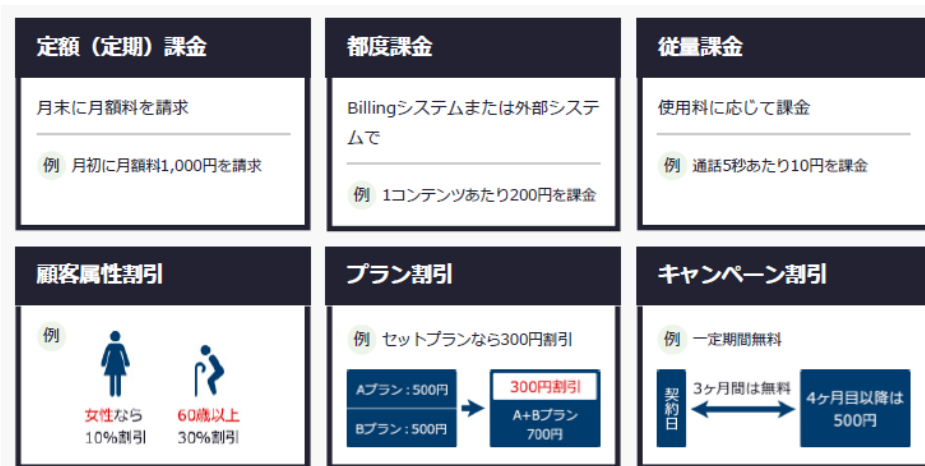 定額（定期）課金
月末に月額料を請求
例 月初に月額料1,000円を請求
都度課金
Billingシステムまたは外部システ
ムで
例 1コンテンツあたり200円を課金
従量課金
使用料に応じて課金
例 通話5秒あたり10円を課金
顧客属性割引
例
女性なら
10%割引
60歳以上
30%割引
プラン割引
例 セットプランなら300円割引
Aプラン：500円
Bプラン：500円
300円割引
A+Bプラン
700円
キャンペーン割引
例 一定期間無料
契約日
3ヶ月間は無料
4ヶ月目以降は
500円